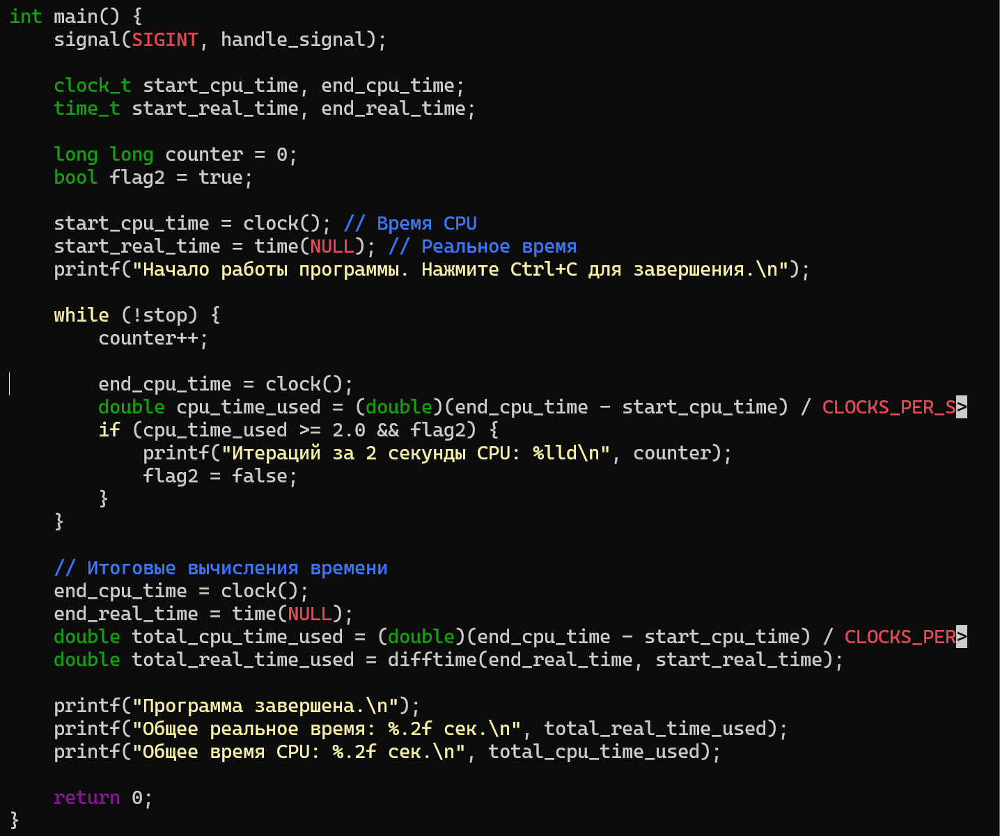 int main() {
    signal(SIGINT, handle_signal);
    clock_t start_cpu_time, end_cpu_time;
    time_t start_real_time, end_real_time;
    long long counter = 0;
    bool flag2 = true;
    start_cpu_time = clock(); // Время CPU
    start_real_time = time(NULL); // Реальное время
    printf("Начало работы программы. Нажмите Ctrl+C для завершения.\n");
    while (!stop) {
        counter++;
        end_cpu_time = clock();
        double cpu_time_used = (double)(end_cpu_time - start_cpu_time) / CLOCKS_PER_S>
        if (cpu_time_used >= 2.0 && flag2) {
            printf("Итераций за 2 секунды CPU: %lld\n", counter);
            flag2 = false;
        }
    }
    // Итоговые вычисления времени
    end_cpu_time = clock();
    end_real_time = time(NULL);
    double total_cpu_time_used = (double)(end_cpu_time - start_cpu_time) / CLOCKS_PER>
    double total_real_time_used = difftime(end_real_time, start_real_time);
    printf("Программа завершена.\n");
    printf("Общее реальное время: %.2f сек.\n", total_real_time_used);
    printf("Общее время CPU: %.2f сек.\n", total_cpu_time_used);
    return 0;
}